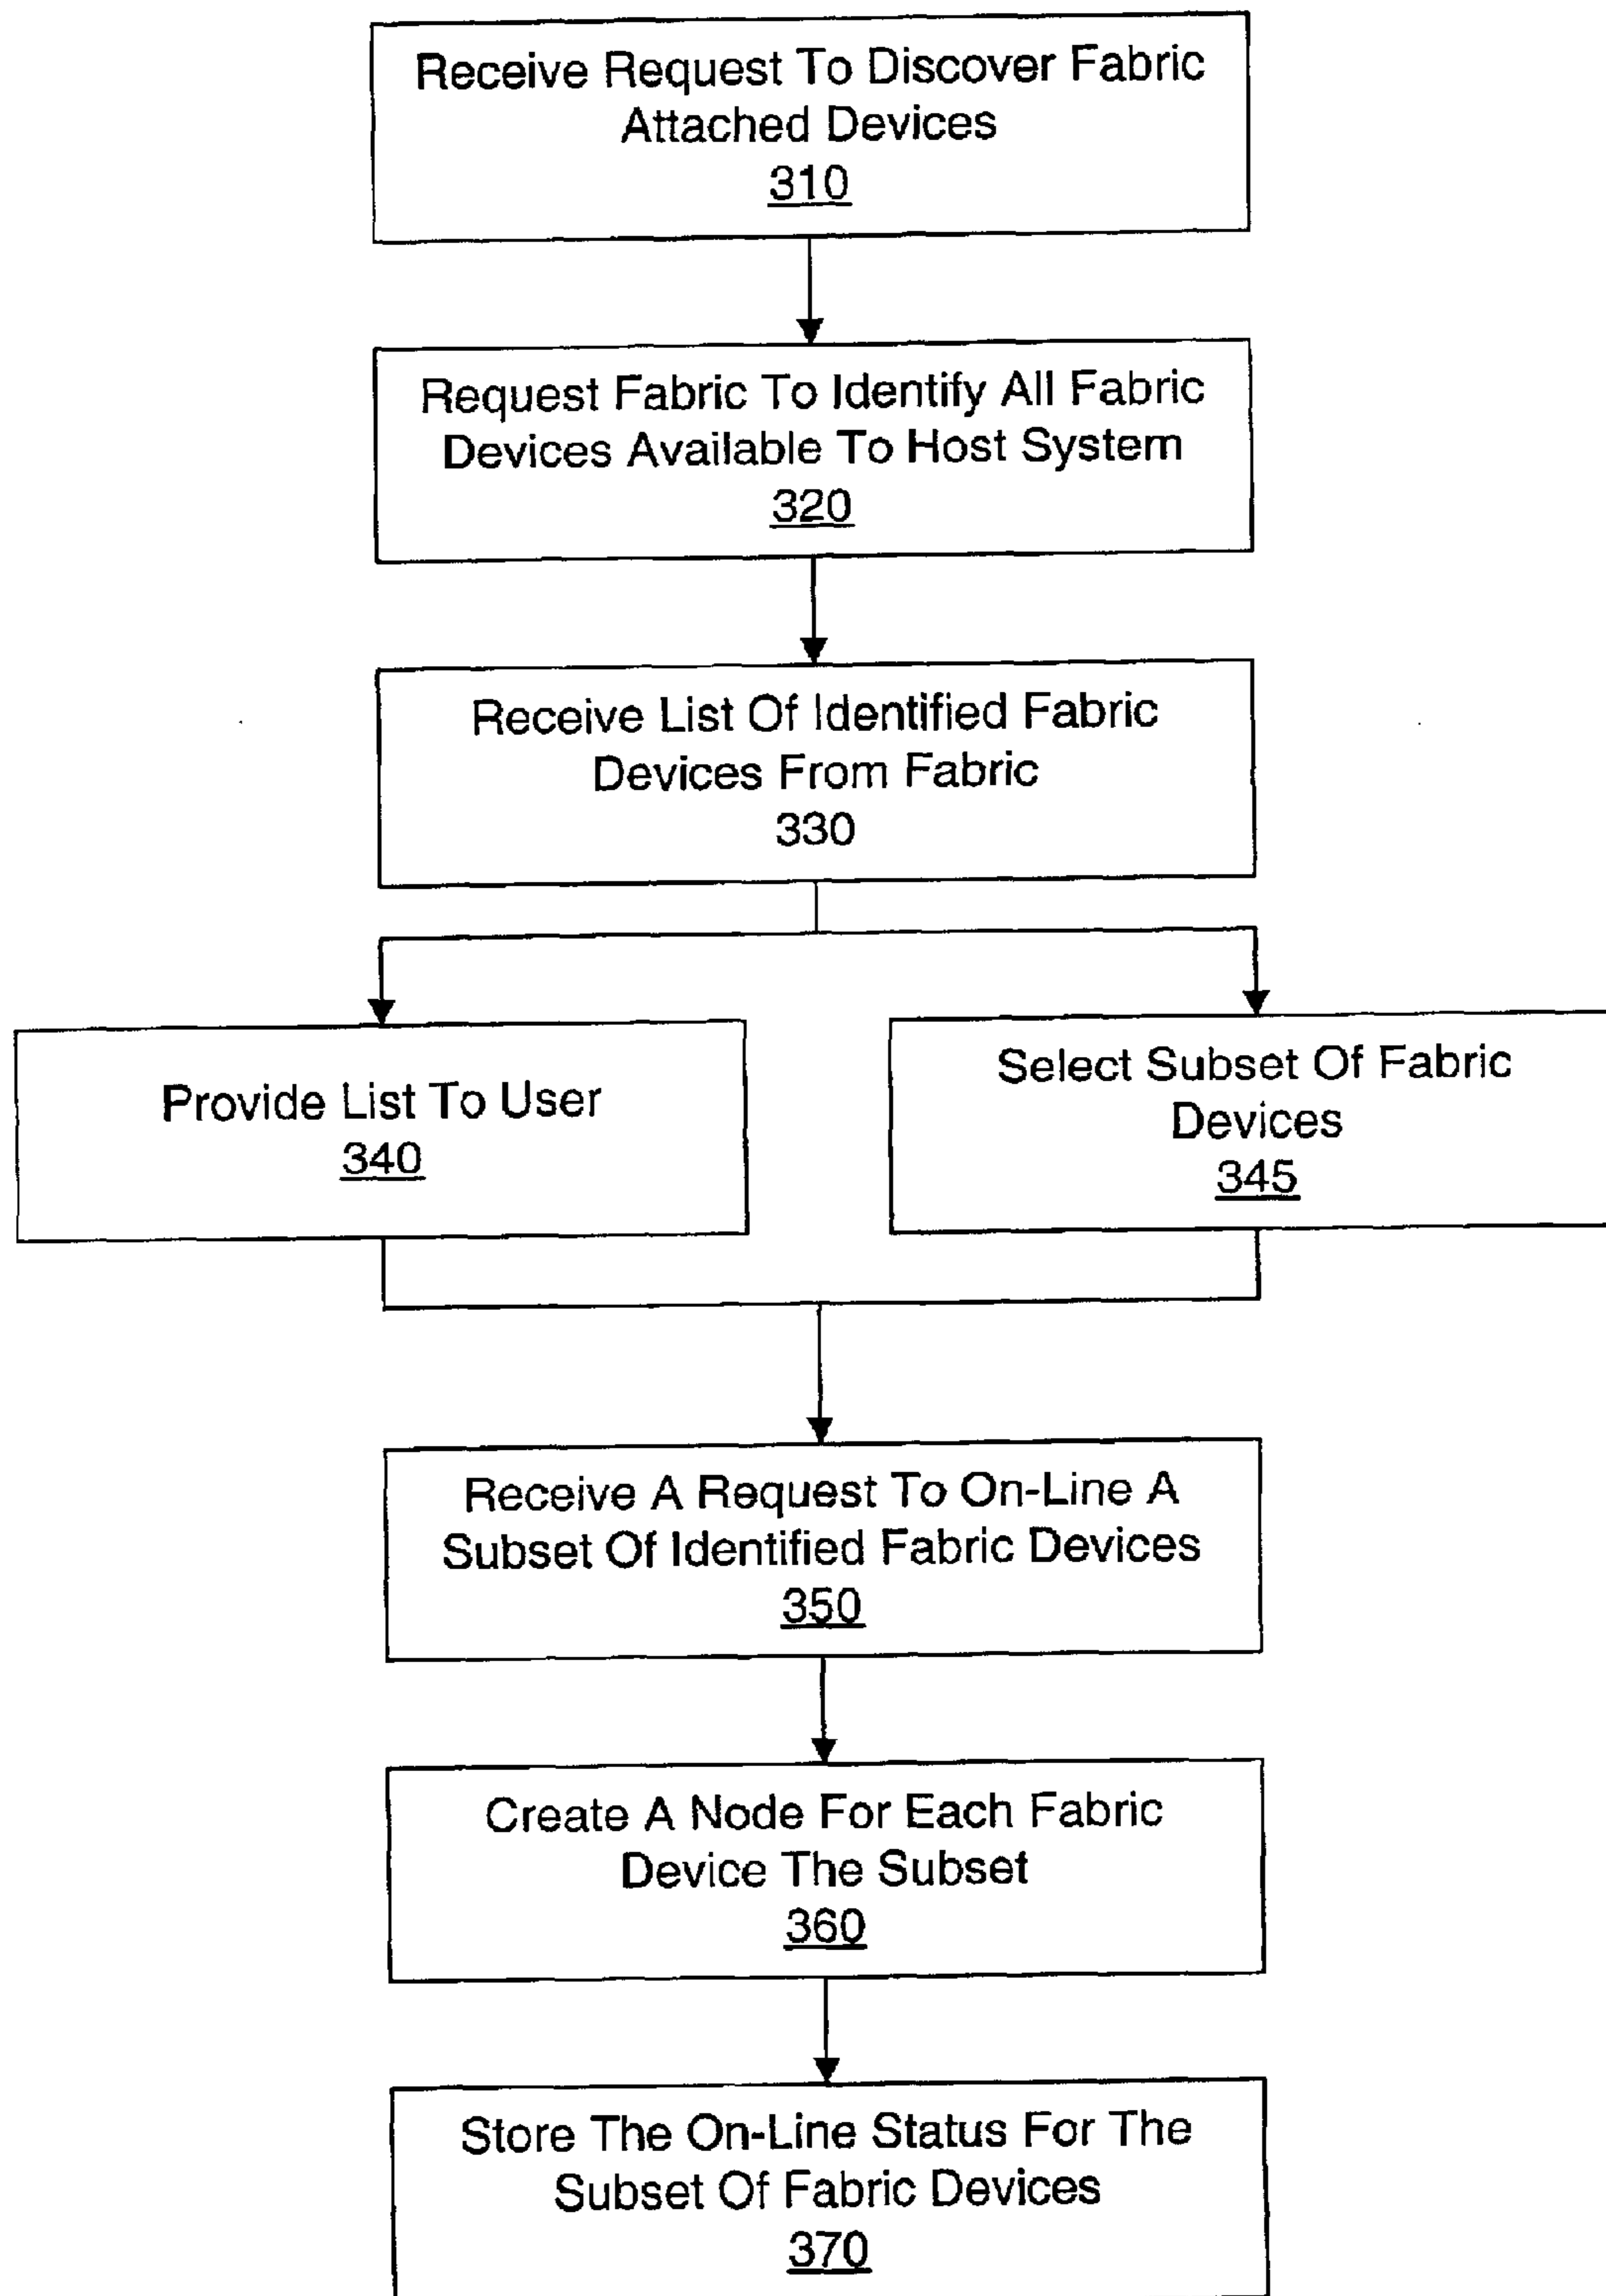 Receive Request To Discover Fabric
Attached Devices
310
Request Fabric To Identify All Fabric
Devices Available To Host System
320
Receive List Of Identified Fabric
Devices From Fabric
330
Provide List To User
340
Select Subset Of Fabric
Devices
345
Receive A Request To On-Line A
Subset Of Identified Fabric Devices
350
Create A Node For Each Fabric
Device The Subset
360
Store The On-Line Status For The
Subset Of Fabric Devices
370